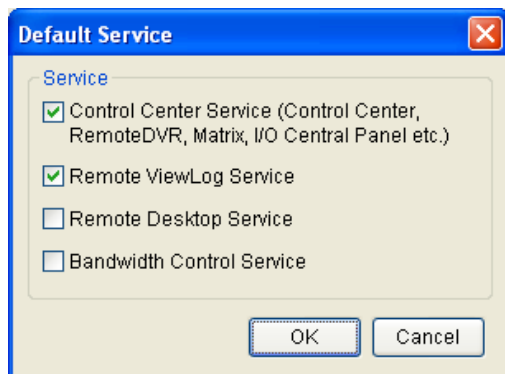 Default Service
Service
Control Center Service (Control Center,
RemoteDVR, Matrix, I/O Central Panel etc.)
Remote ViewLog Service
Remote Desktop Service
Bandwidth Control Service
OK Cancel